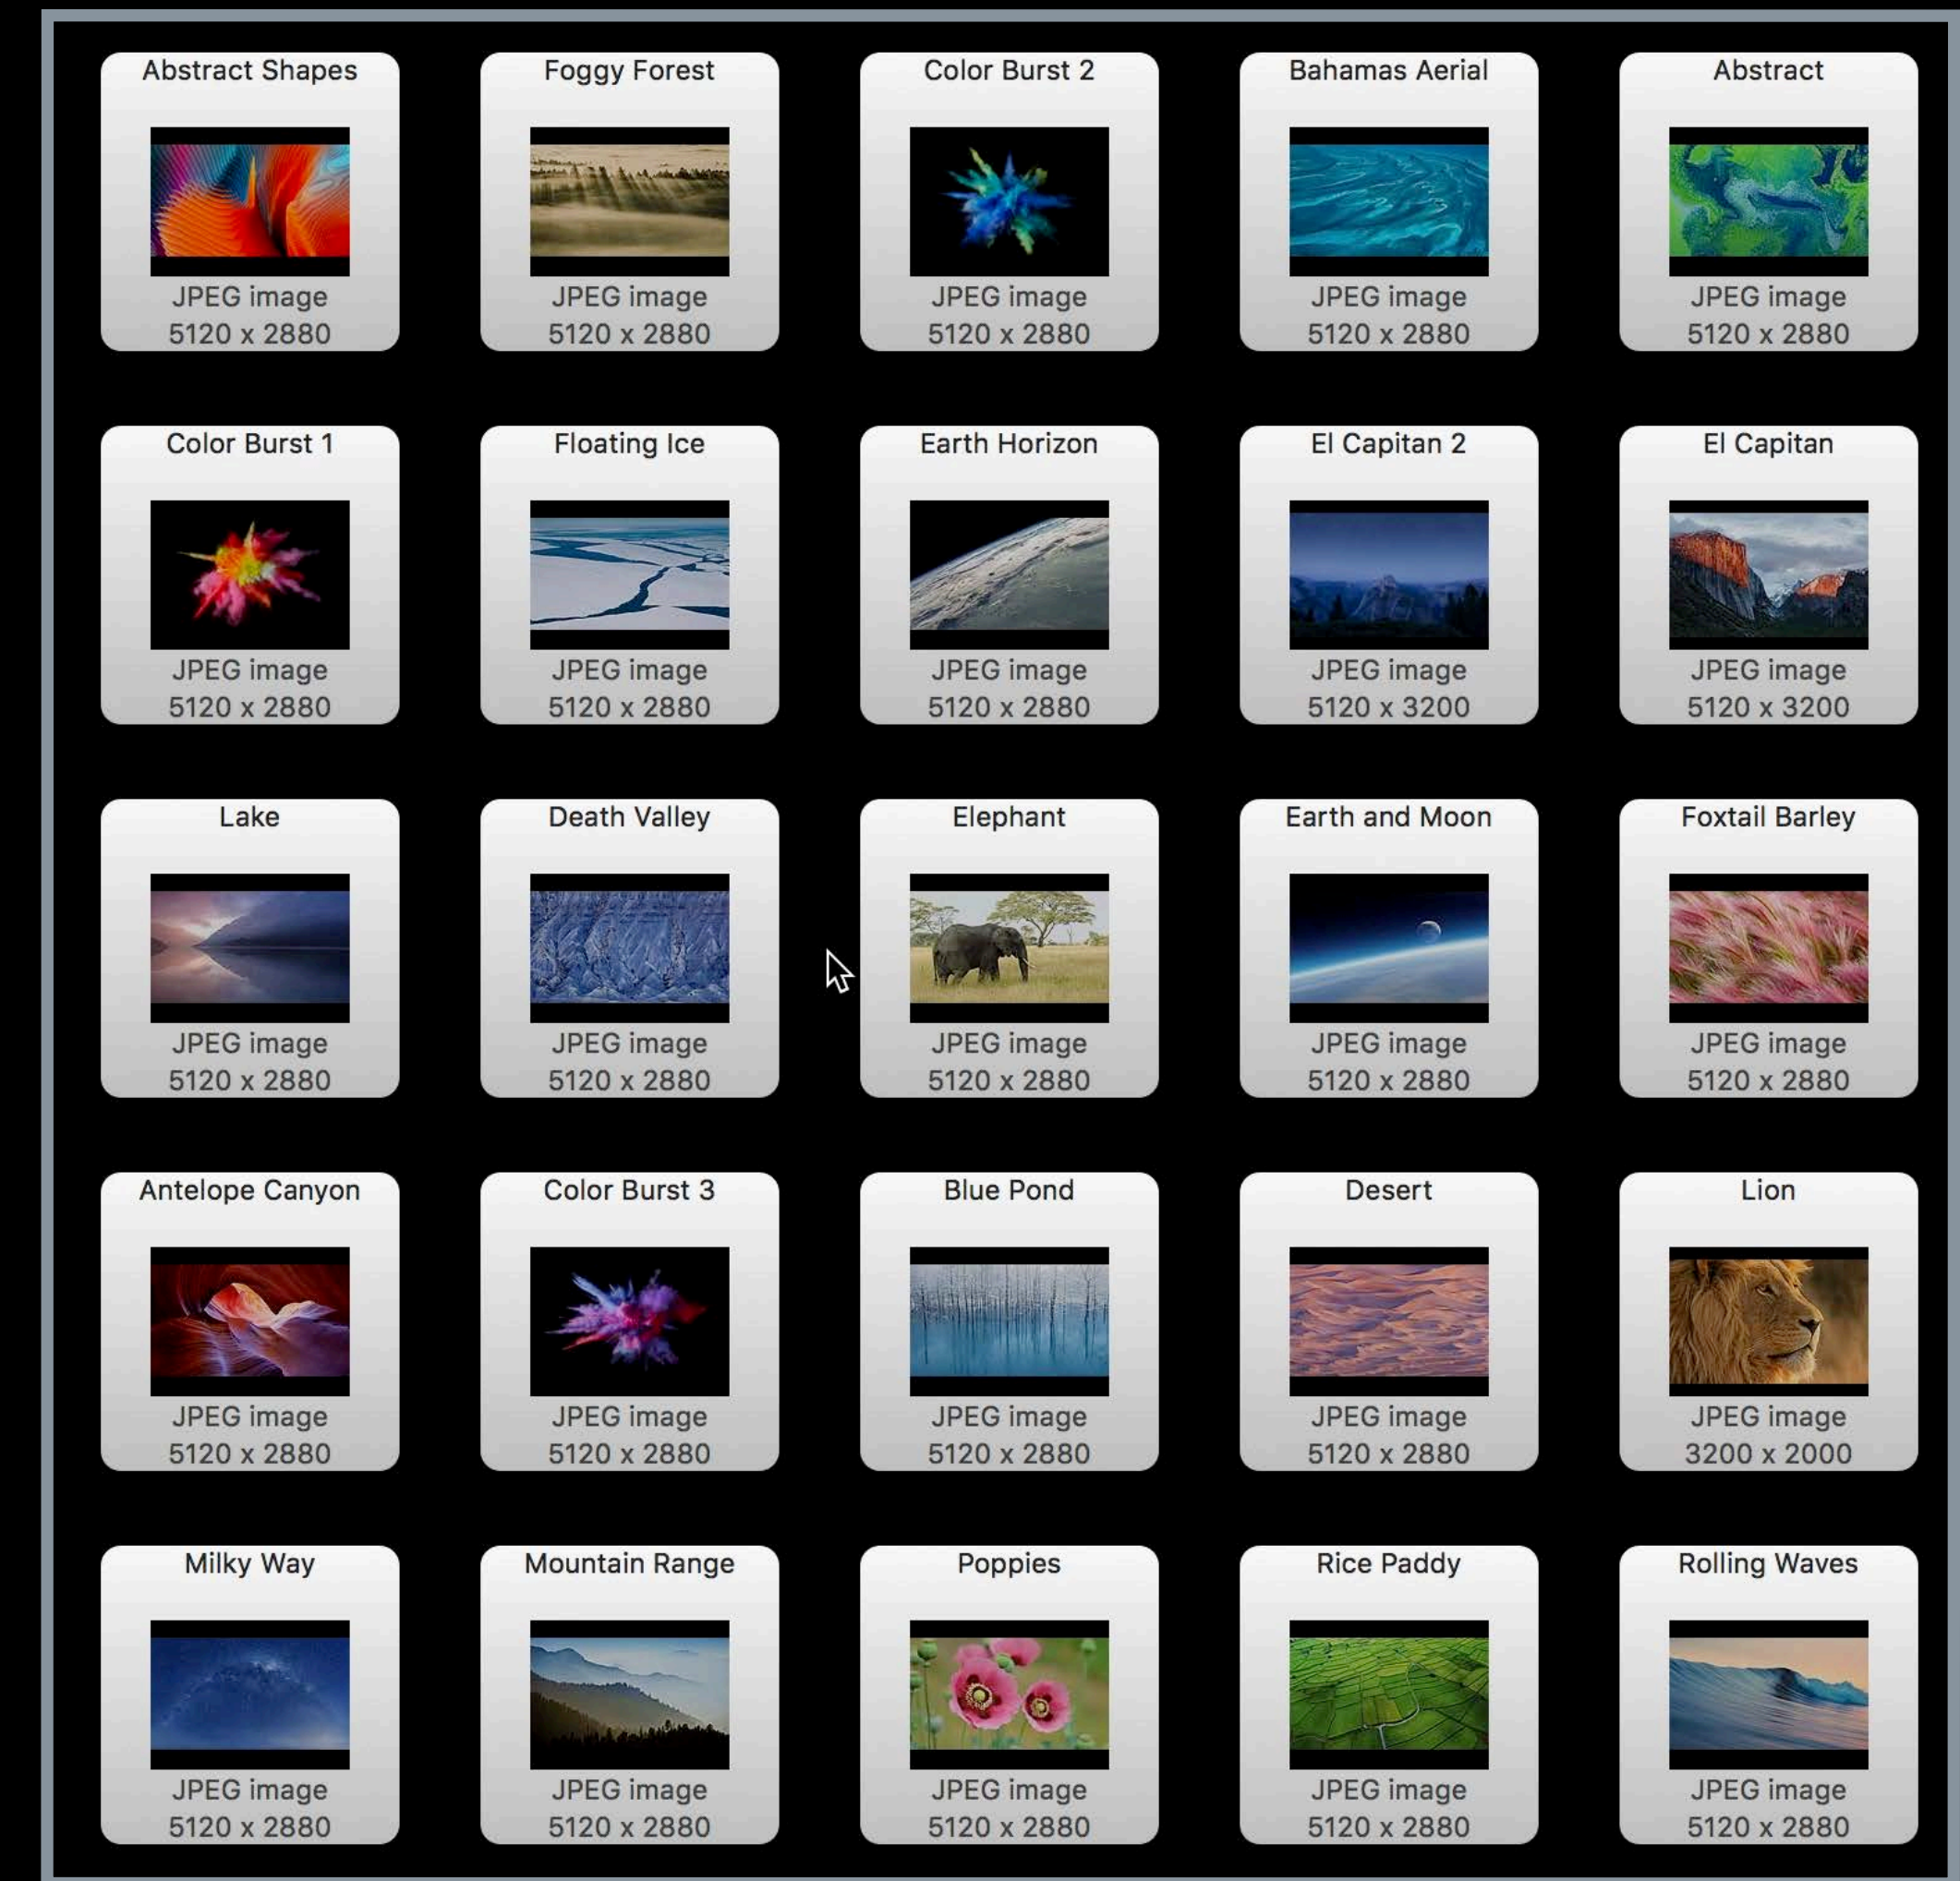 Abstract Shapes
JPEG image
5120 x 2880
Foggy Forest
JPEG image
5120 x 2880
Color Burst 2
JPEG image
5120 x 2880
Bahamas Aerial
JPEG image
5120 x 2880
Abstract
JPEG image
5120 x 2880
Color Burst 1
JPEG image
5120 x 2880
Floating Ice
JPEG image
5120 x 2880
Earth Horizon
JPEG image
5120 x 2880
El Capitan 2
JPEG image
5120 x 3200
El Capitan
JPEG image
5120 x 3200
Lake
JPEG image
5120 x 2880
Death Valley
JPEG image
5120 x 2880
Elephant
JPEG image
5120 x 2880
Earth and Moon
JPEG image
5120 x 2880
Foxtail Barley
JPEG image
5120 x 2880
Antelope Canyon
JPEG image
5120 x 2880
Color Burst 3
JPEG image
5120 x 2880
Blue Pond
JPEG image
5120 x 2880
Desert
JPEG image
5120 x 2880
Lion
JPEG image
3200 x 2000
Milky Way
JPEG image
5120 x 2880
Mountain Range
JPEG image
5120 x 2880
Poppies
JPEG image
5120 x 2880
Rice Paddy
JPEG image
5120 x 2880
Rolling Waves
JPEG image
5120 x 2880